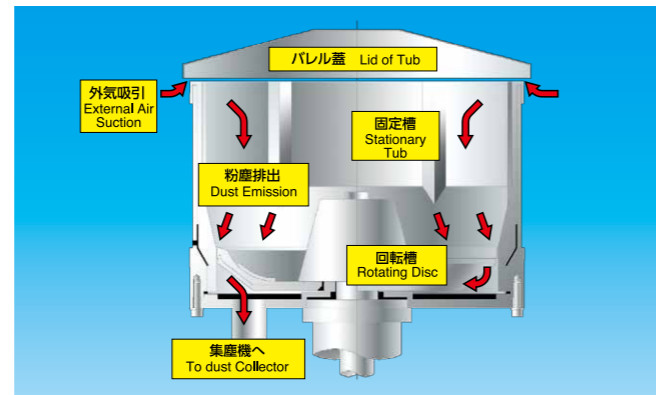 バレル蓋 Lid of Tub
外気吸引
External Air
Suction
固定槽
Stationary
Tub
粉塵排出
Dust Emission
回転槽
Rotating Disc
集塵機へ
To dust Collector